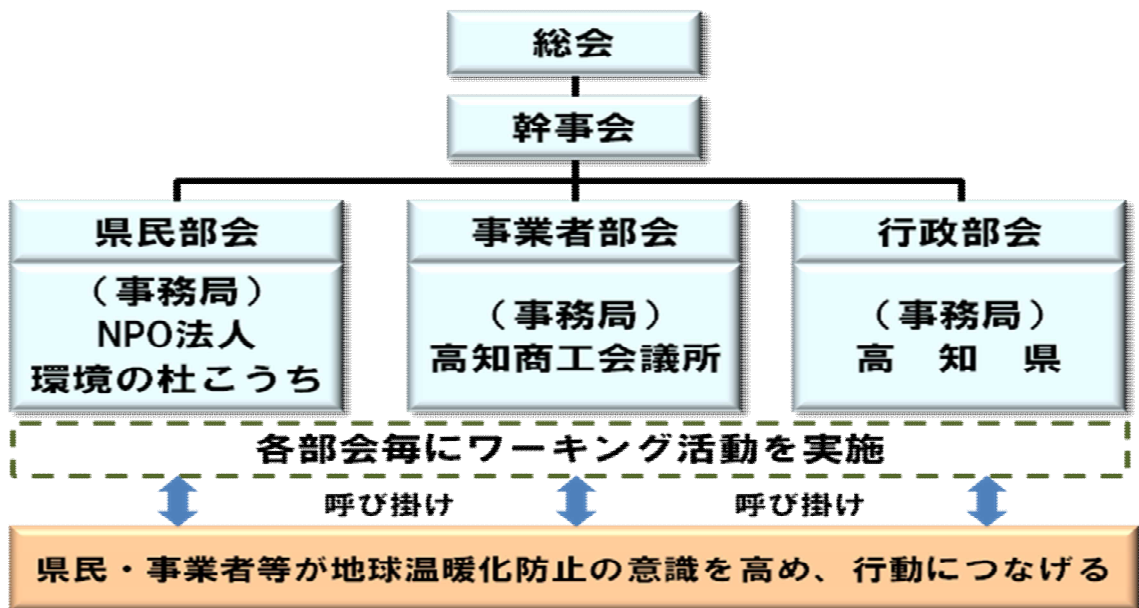 総会
幹事会
県民部会
(事務局)
NPO法人
環境の杜こうち
事業者部会
(事務局)
高知商工会議所
行政部会
(事務局)
高　知　県
各部会毎にワーキング活動を実施
呼び掛け
呼び掛け
県民・事業者等が地球温暖化防止の意識を高め、行動につなげる